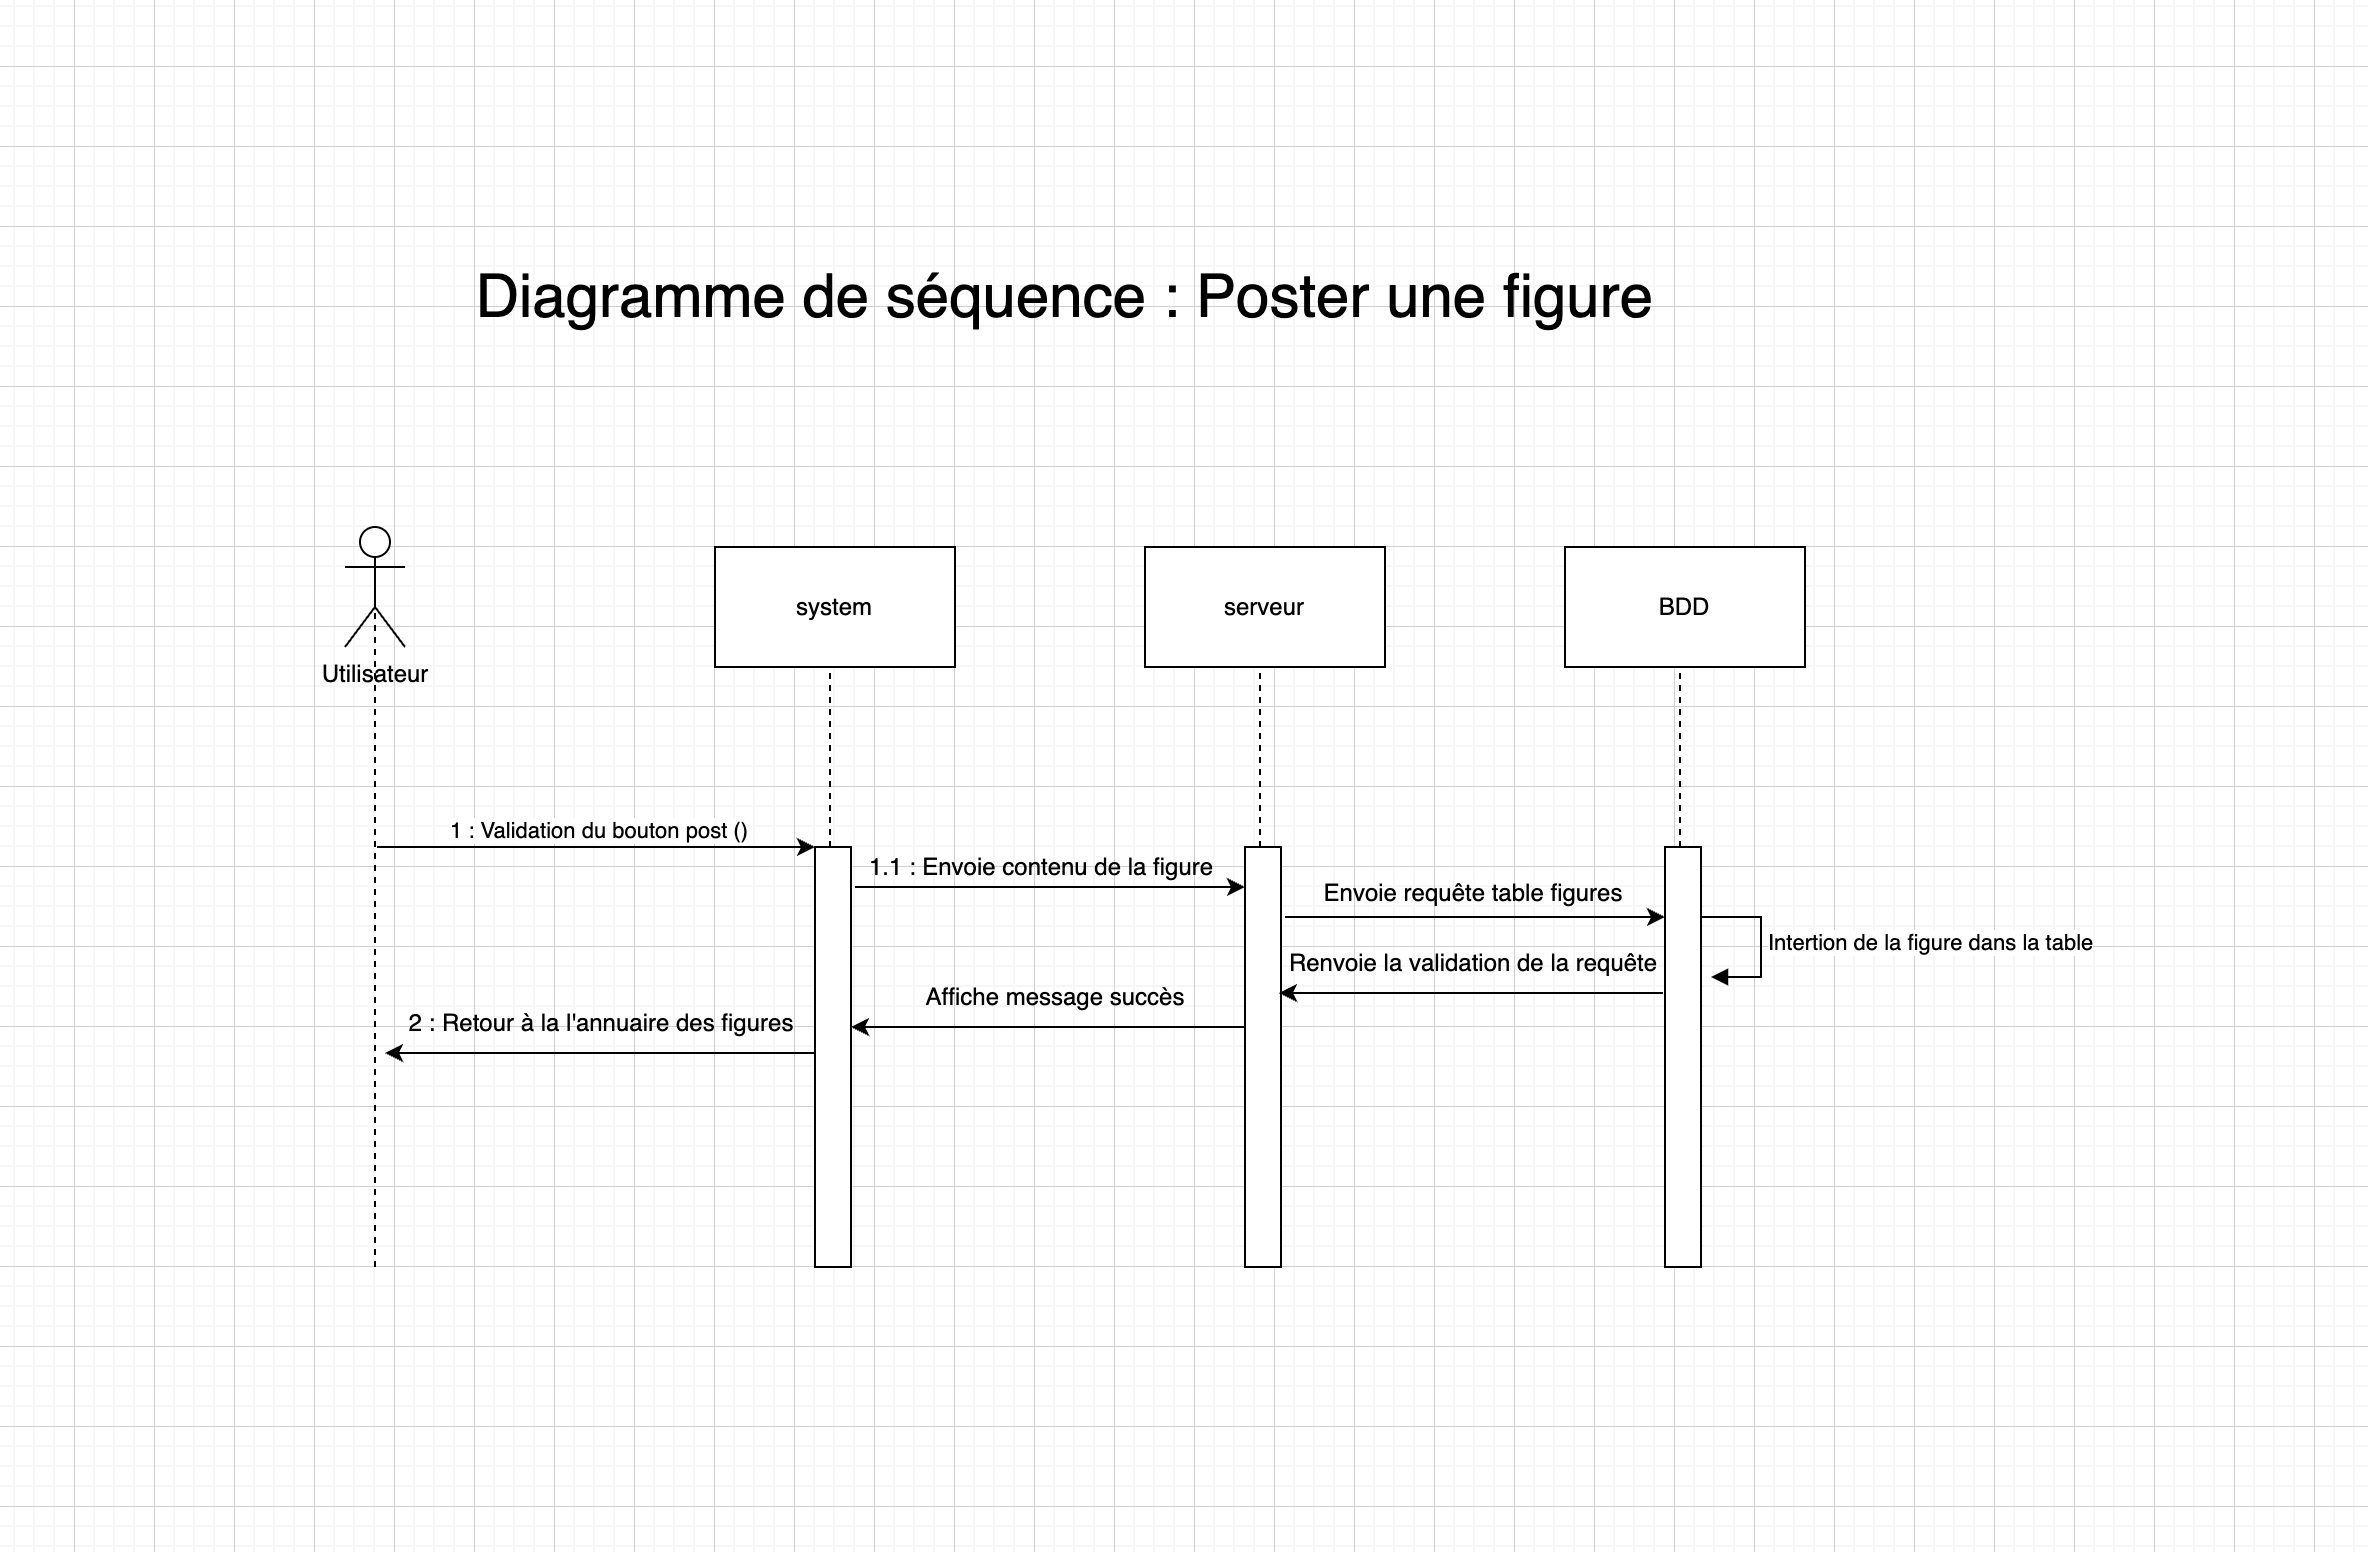 Diagramme de séquence : Poster une figure
Utilisateur
system
serveur
BDD
1 : Validation du bouton post ()
1.1 : Envoie contenu de la figure
Envoie requête table figures
Intertion de la figure dans la table
Renvoie la validation de la requête
Affiche message succès
2 : Retour à la l'annuaire des figures